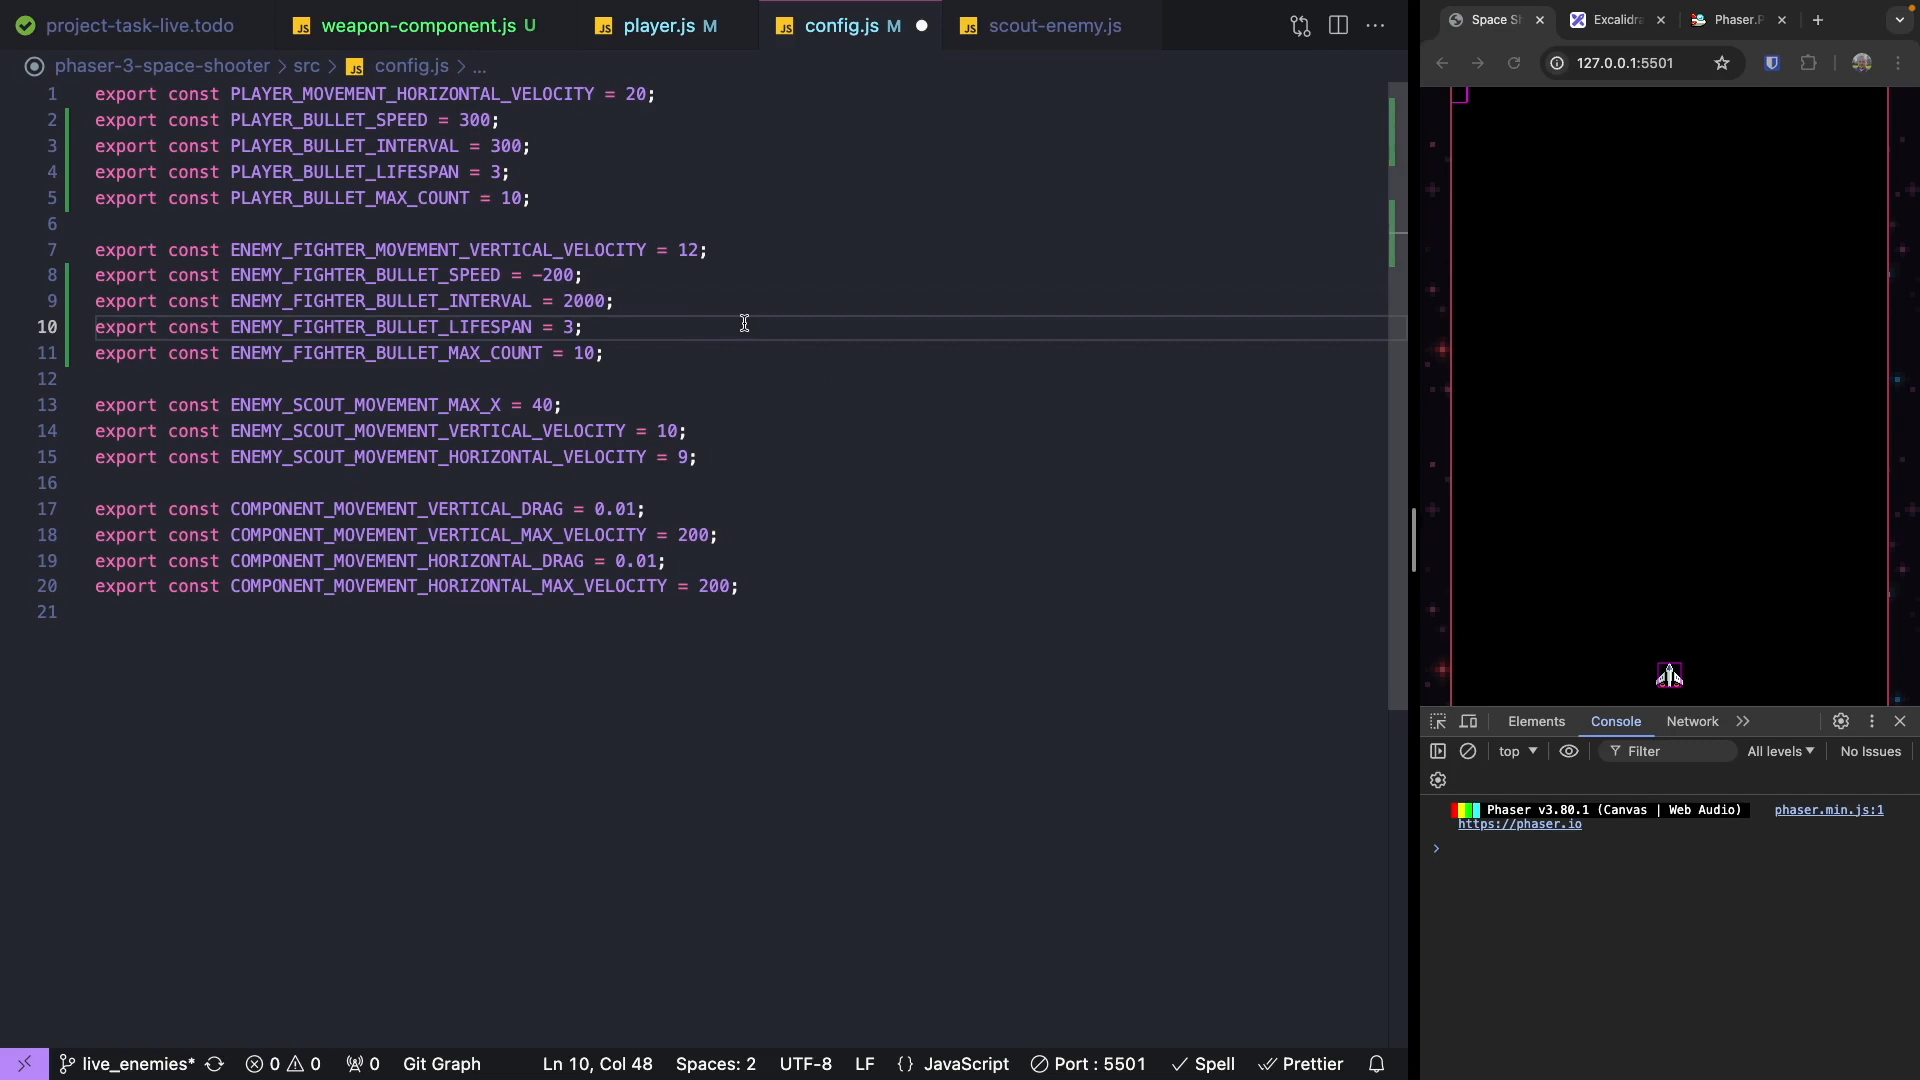 project-task-live.todo
JS weapon-component.js U
JS player.js M
JS config.js M
JS scout-enemy.js
phaser-3-space-shooter > src > JS config.js > ...
1 export const PLAYER_MOVEMENT_HORIZONTAL_VELOCITY = 20;
2 export const PLAYER_BULLET_SPEED = 300;
3 export const PLAYER_BULLET_INTERVAL = 300;
4 export const PLAYER_BULLET_LIFESPAN = 3;
5 export const PLAYER_BULLET_MAX_COUNT = 10;
6
7 export const ENEMY_FIGHTER_MOVEMENT_VERTICAL_VELOCITY = 12;
8 export const ENEMY_FIGHTER_BULLET_SPEED = -200;
9 export const ENEMY_FIGHTER_BULLET_INTERVAL = 2000;
10 export const ENEMY_FIGHTER_BULLET_LIFESPAN = 3;
11 export const ENEMY_FIGHTER_BULLET_MAX_COUNT = 10;
12
13 export const ENEMY_SCOUT_MOVEMENT_MAX_X = 40;
14 export const ENEMY_SCOUT_MOVEMENT_VERTICAL_VELOCITY = 10;
15 export const ENEMY_SCOUT_MOVEMENT_HORIZONTAL_VELOCITY = 9;
16
17 export const COMPONENT_MOVEMENT_VERTICAL_DRAG = 0.01;
18 export const COMPONENT_MOVEMENT_VERTICAL_MAX_VELOCITY = 200;
19 export const COMPONENT_MOVEMENT_HORIZONTAL_DRAG = 0.01;
20 export const COMPONENT_MOVEMENT_HORIZONTAL_MAX_VELOCITY = 200;
21
live_enemies* 0 0 0 Git Graph Ln 10, Col 48 Spaces: 2 UTF-8 LF {} JavaScript Port : 5501 Spell Prettier
Space S
Excalidr
Phaser.
127.0.0.1:5501
Elements Console Network
top Filter All levels No Issues
Phaser v3.80.1 (Canvas | Web Audio) phaser.min.js:1
https://phaser.io